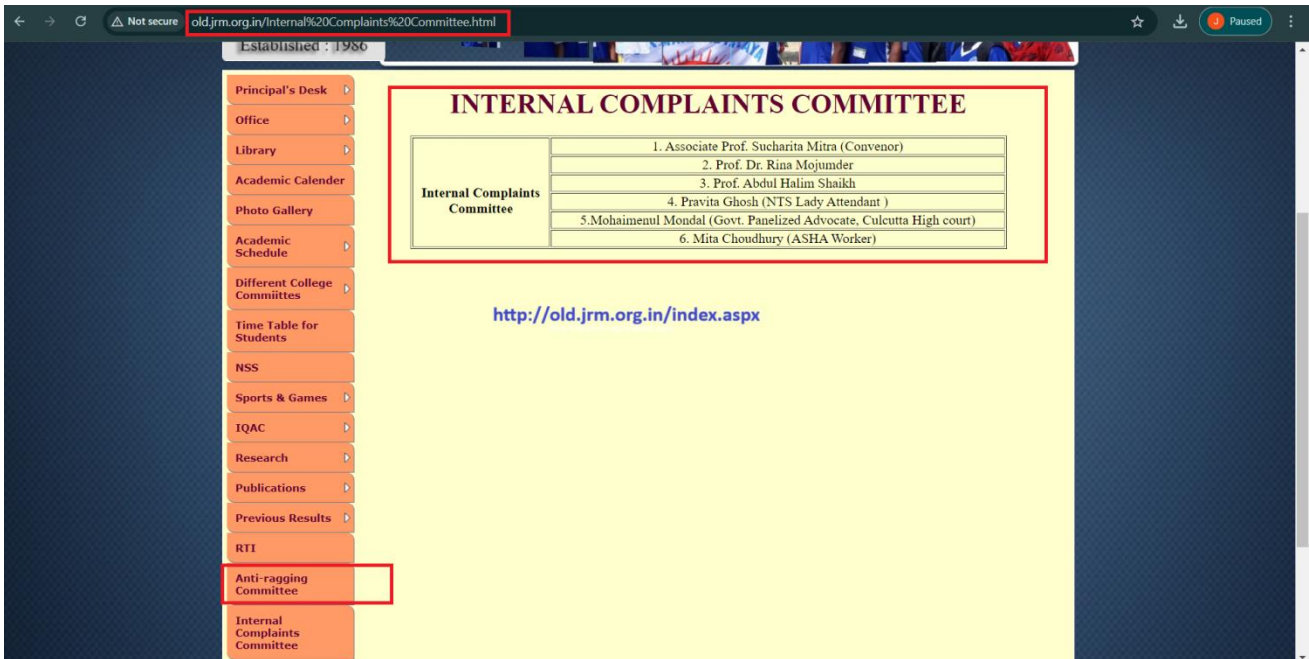 Not secure old.jrm.org.in/Internal%20Complaints%20Committee.html
Paused
Established : 1986
Principal's Desk
Office
Library
Academic Calender
Photo Gallery
Academic
Schedule
Different College
Commiittes
Time Table for
Students
NSS
Sports & Games
IQAC
Research
Publications
Previous Results
RTI
Anti-ragging
Committee
Internal
Complaints
Committee
INTERNAL COMPLAINTS COMMITTEE
Internal Complaints
Committee
1. Associate Prof. Sucharita Mitra (Convenor)
2. Prof. Dr. Rina Mojumder
3. Prof. Abdul Halim Shaikh
4. Pravita Ghosh (NTS Lady Attendant )
5.Mohaimenul Mondal (Govt. Panelized Advocate, Culcutta High court)
6. Mita Choudhury (ASHA Worker)
http://old.jrm.org.in/index.aspx